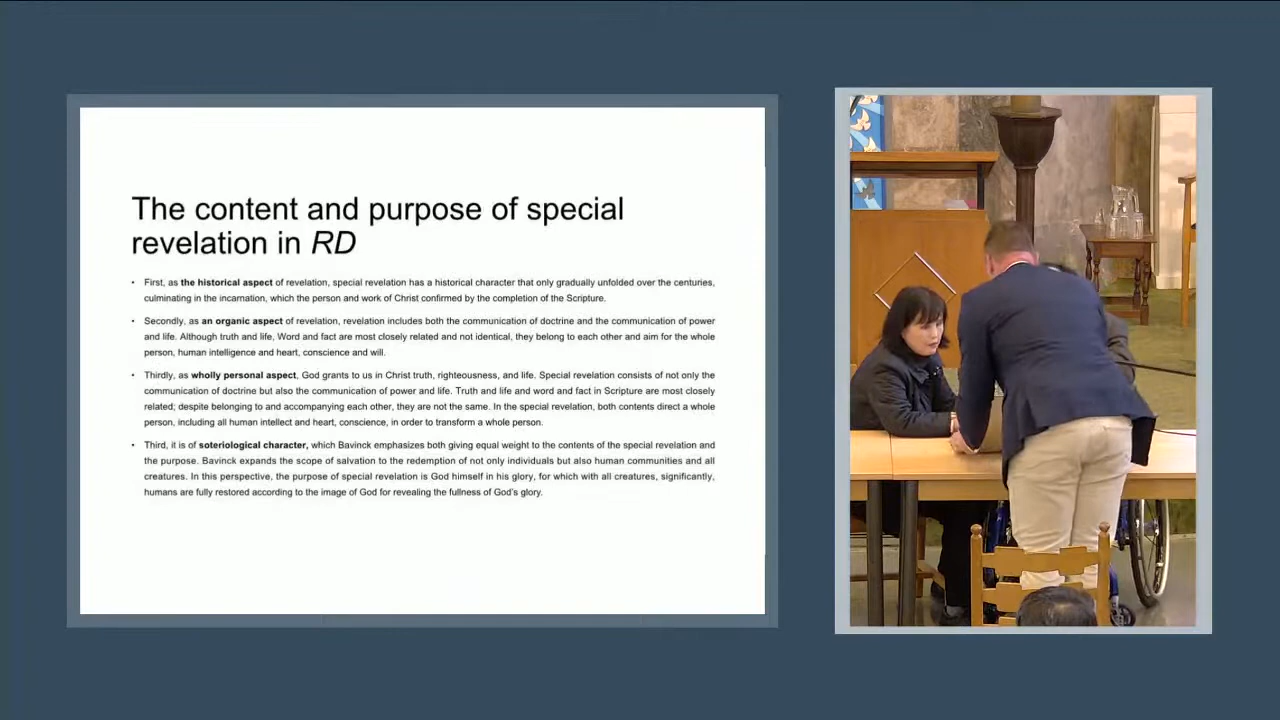 The content and purpose of special
revelation in RD
• First, as the historical aspect of revelation, special revelation has a historical character that only gradually unfolded over the centuries,
culminating in the incarnation, which the person and work of Christ confirmed by the completion of the Scripture.
• Secondly, as an organic aspect of revelation, revelation includes both the communication of doctrine and the communication of power
and life. Although truth and life, Word and fact are most closely related and not identical, they belong to each other and aim for the whole
person, human intelligence and heart, conscience and will.
• Thirdly, as wholly personal aspect, God grants to us in Christ truth, righteousness, and life. Special revelation consists of not only the
communication of doctrine but also the communication of power and life. Truth and life and word and fact in Scripture are most closely
related; despite belonging to and accompanying each other, they are not the same. In the special revelation, both contents direct a whole
person, including all human intellect and heart, conscience, in order to transform a whole person.
• Third, it is of soteriological character, which Bavinck emphasizes both giving equal weight to the contents of the special revelation and
the purpose. Bavinck expands the scope of salvation to the redemption of not only individuals but also human communities and all
creatures. In this perspective, the purpose of special revelation is God himself in his glory, for which with all creatures, significantly,
humans are fully restored according to the image of God for revealing the fullness of God's glory.